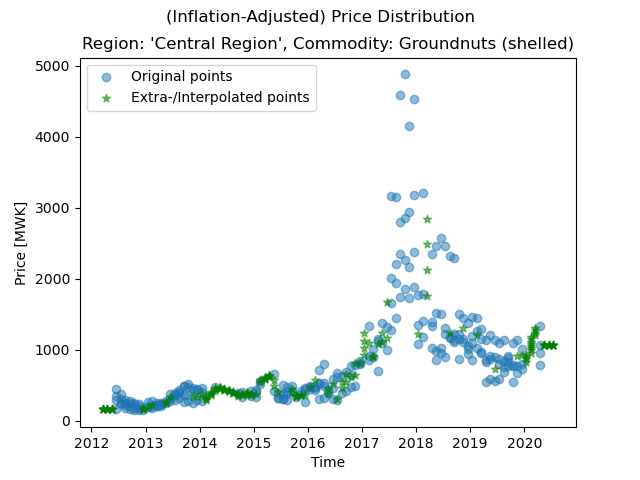 (Inflation-Adjusted) Price Distribution
Region: 'Central Region', Commodity: Groundnuts (shelled)
Original points
Extra-/Interpolated points
5000
4000
3000
2000
1000
0
Price [MWK]
2012 2013 2014 2015 2016 2017 2018 2019 2020
Time